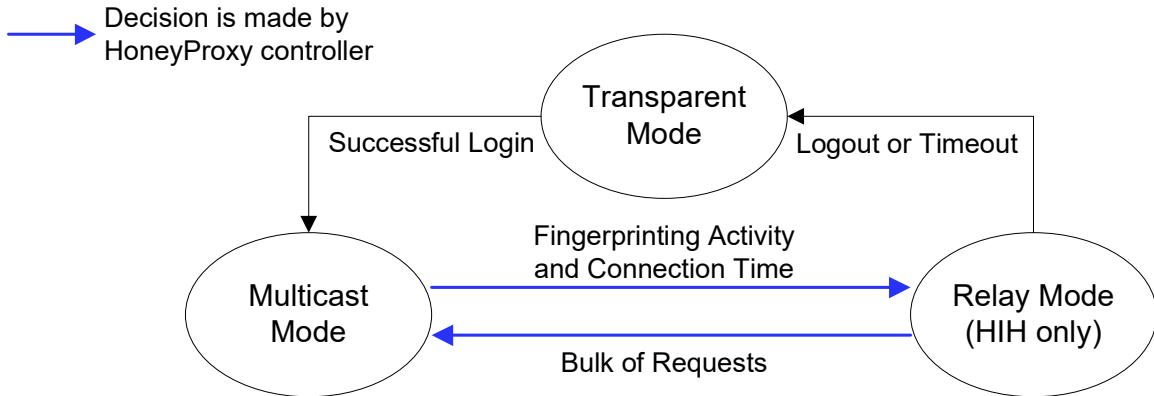 Decision is made by
HoneyProxy controller
Transparent
Mode
Successful Login
Logout or Timeout
Fingerprinting Activity
and Connection Time
Multicast
Mode
Relay Mode
(HIH only)
Bulk of Requests